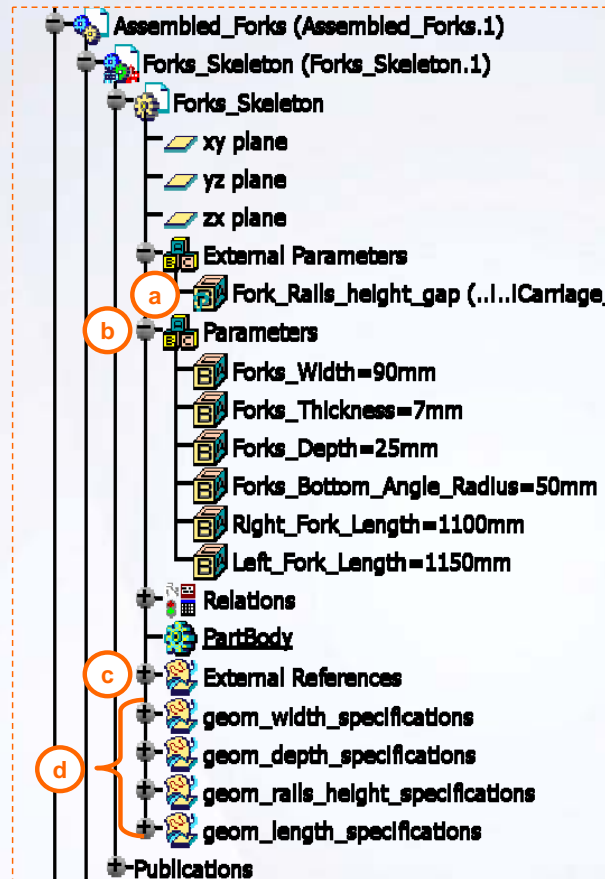 Assembled_Forks (Assembled_Forks.1)
Forks_Skeleton (Forks_Skeleton.1)
Forks_Skeleton
xy plane
yz plane
zx plane
External Parameters
a Fork_Rails_height_gap (..I..ICarriage_
b Parameters
Forks_Width=90mm
Forks_Thickness=7mm
Forks_Depth=25mm
Forks_Bottom_Angle_Radius=50mm
Right_Fork_Length=1100mm
Left_Fork_Length=1150mm
Relations
PartBody
c External References
geom_width_specifications
d geom_depth_specifications
geom_rails_height_specifications
geom_length_specifications
Publications